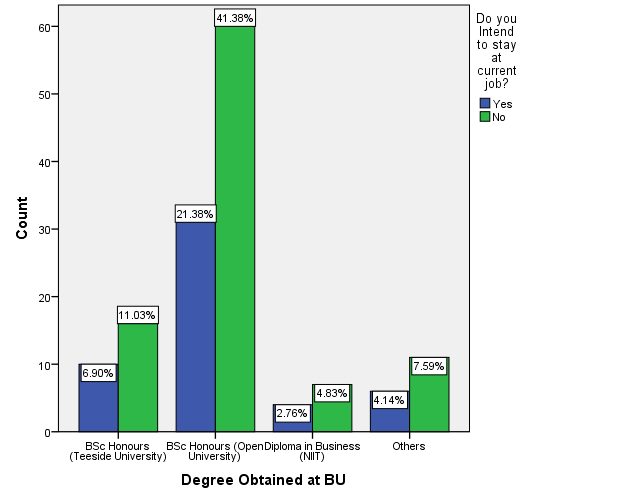 Do you
Intend
to stay
at
current
job?
Yes
No
Count
60
50
40
30
20
10
0
6.90%
11.03%
21.38%
41.38%
2.76%
4.83%
4.14%
7.59%
BSc Honours
(Teeside University)
BSc Honours (Open
University)
Diploma in Business
(NIIT)
Others
Degree Obtained at BU